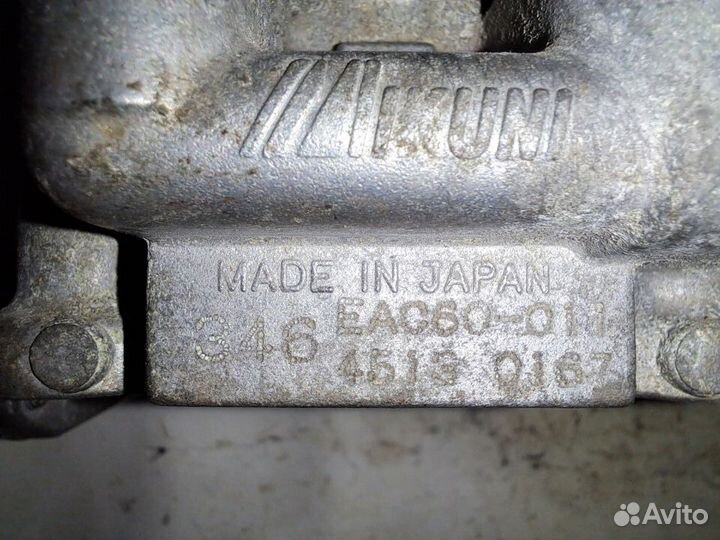 MIKUNI
MADE IN JAPAN
346 EAC60-011
4513 0167
Avito